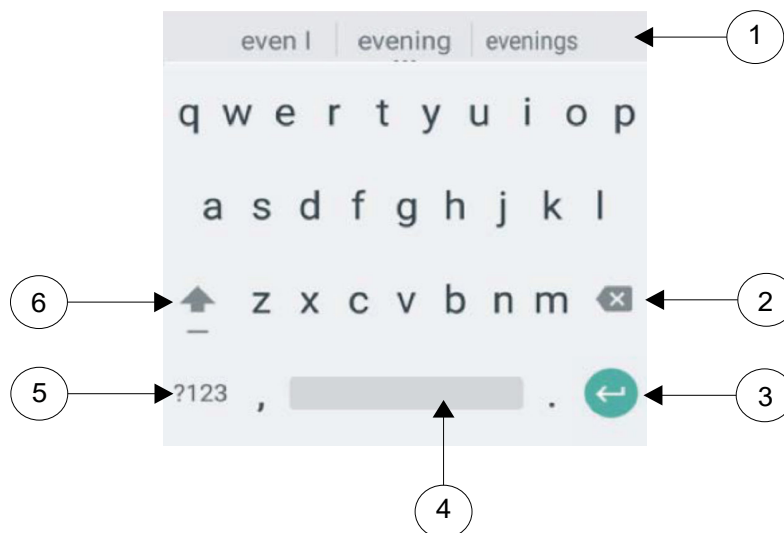 even I evening evenings 1
q w e r t y u i o p
a s d f g h j k l
6 z x c v b n m 2
5 ?123 , . 3
4